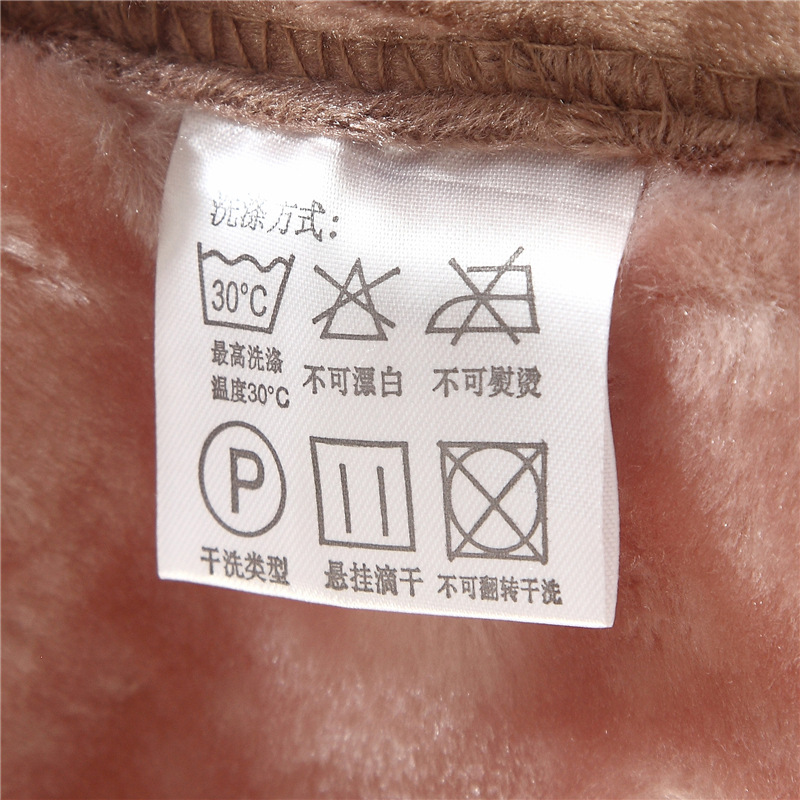 洗涤方式：
30°C
最高洗涤
温度30°C
不可漂白
不可熨烫
P
干洗类型
悬挂滴干
不可翻转干洗